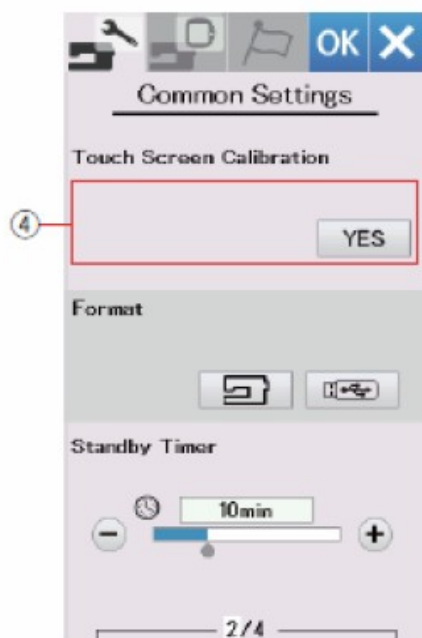 OK X
Common Settings
Touch Screen Calibration
④
YES
Format
Standby Timer
10min
− +
2/4